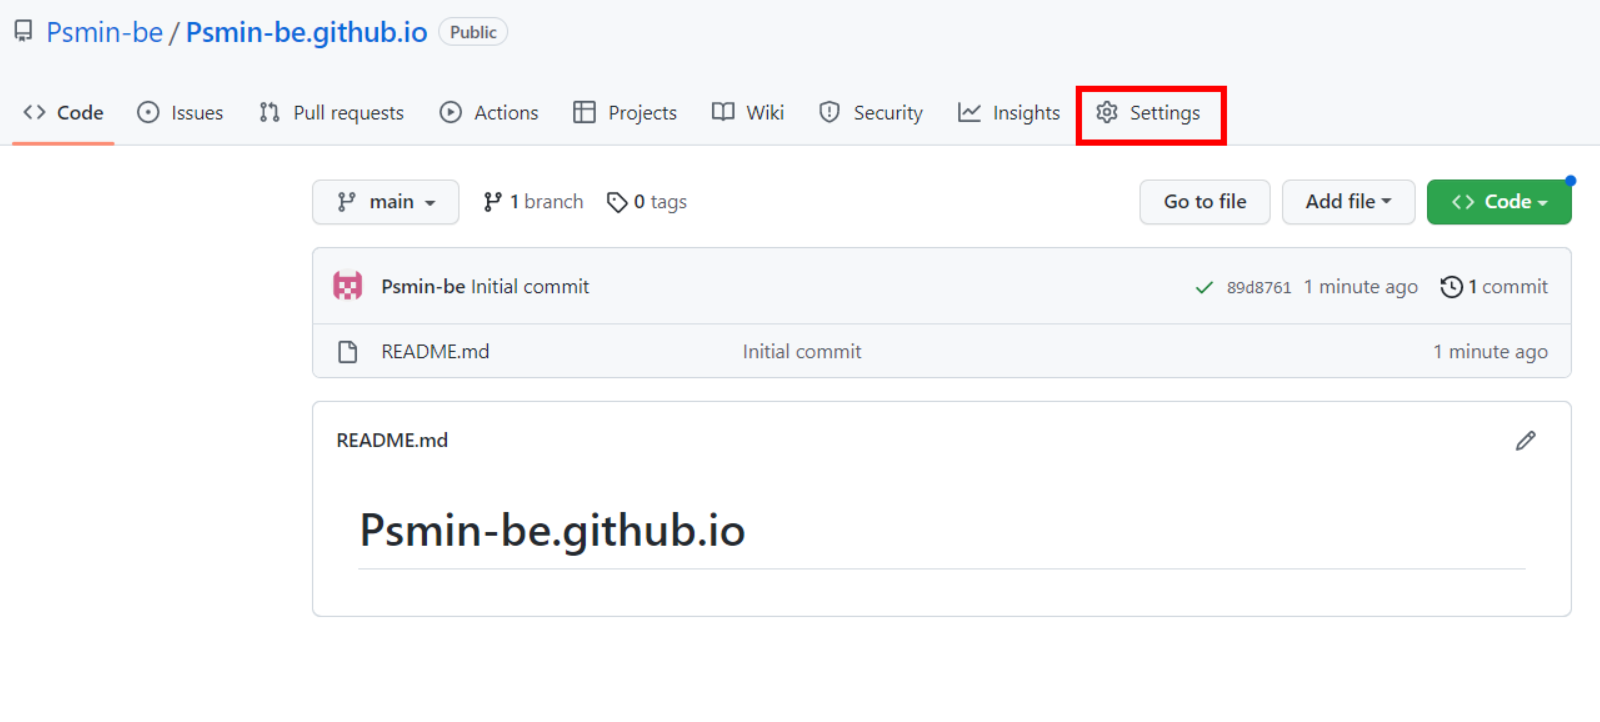 Psmin-be / Psmin-be.github.io Public
Code Issues Pull requests Actions Projects Wiki Security Insights Settings
main 1 branch 0 tags Go to file Add file Code
Psmin-be Initial commit 89d8761 1 minute ago 1 commit
README.md Initial commit 1 minute ago
README.md
Psmin-be.github.io